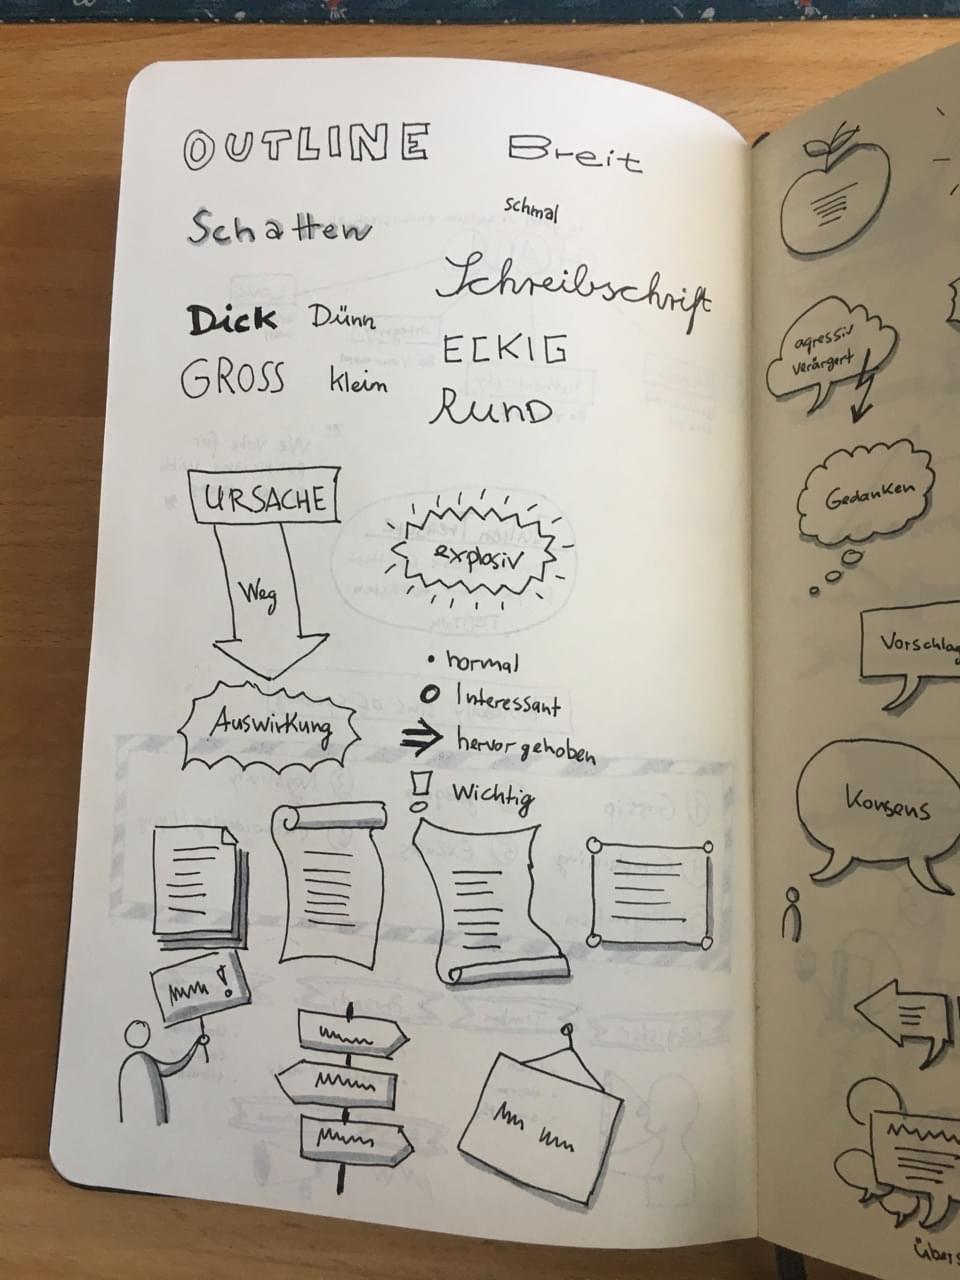 OUTLINE
Breit
Schatten
schmal
Schreibschrift
Dick Dünn
ECKIG
GROSS klein
RUND
URSACHE
Weg
Auswirkung
explosiv
• normal
Interessant
⇒ hervorgehoben
! Wichtig
!
agressiv
verärgert
Gedanken
Vorschlag
Konsens